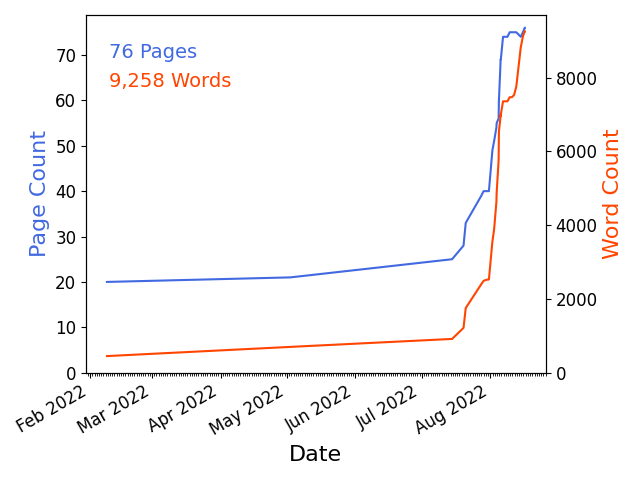 76 Pages
9,258 Words
Page Count
0
10
20
30
40
50
60
70
Word Count
0
2000
4000
6000
8000
Feb 2022
Mar 2022
Apr 2022
May 2022
Jun 2022
Jul 2022
Aug 2022
Date